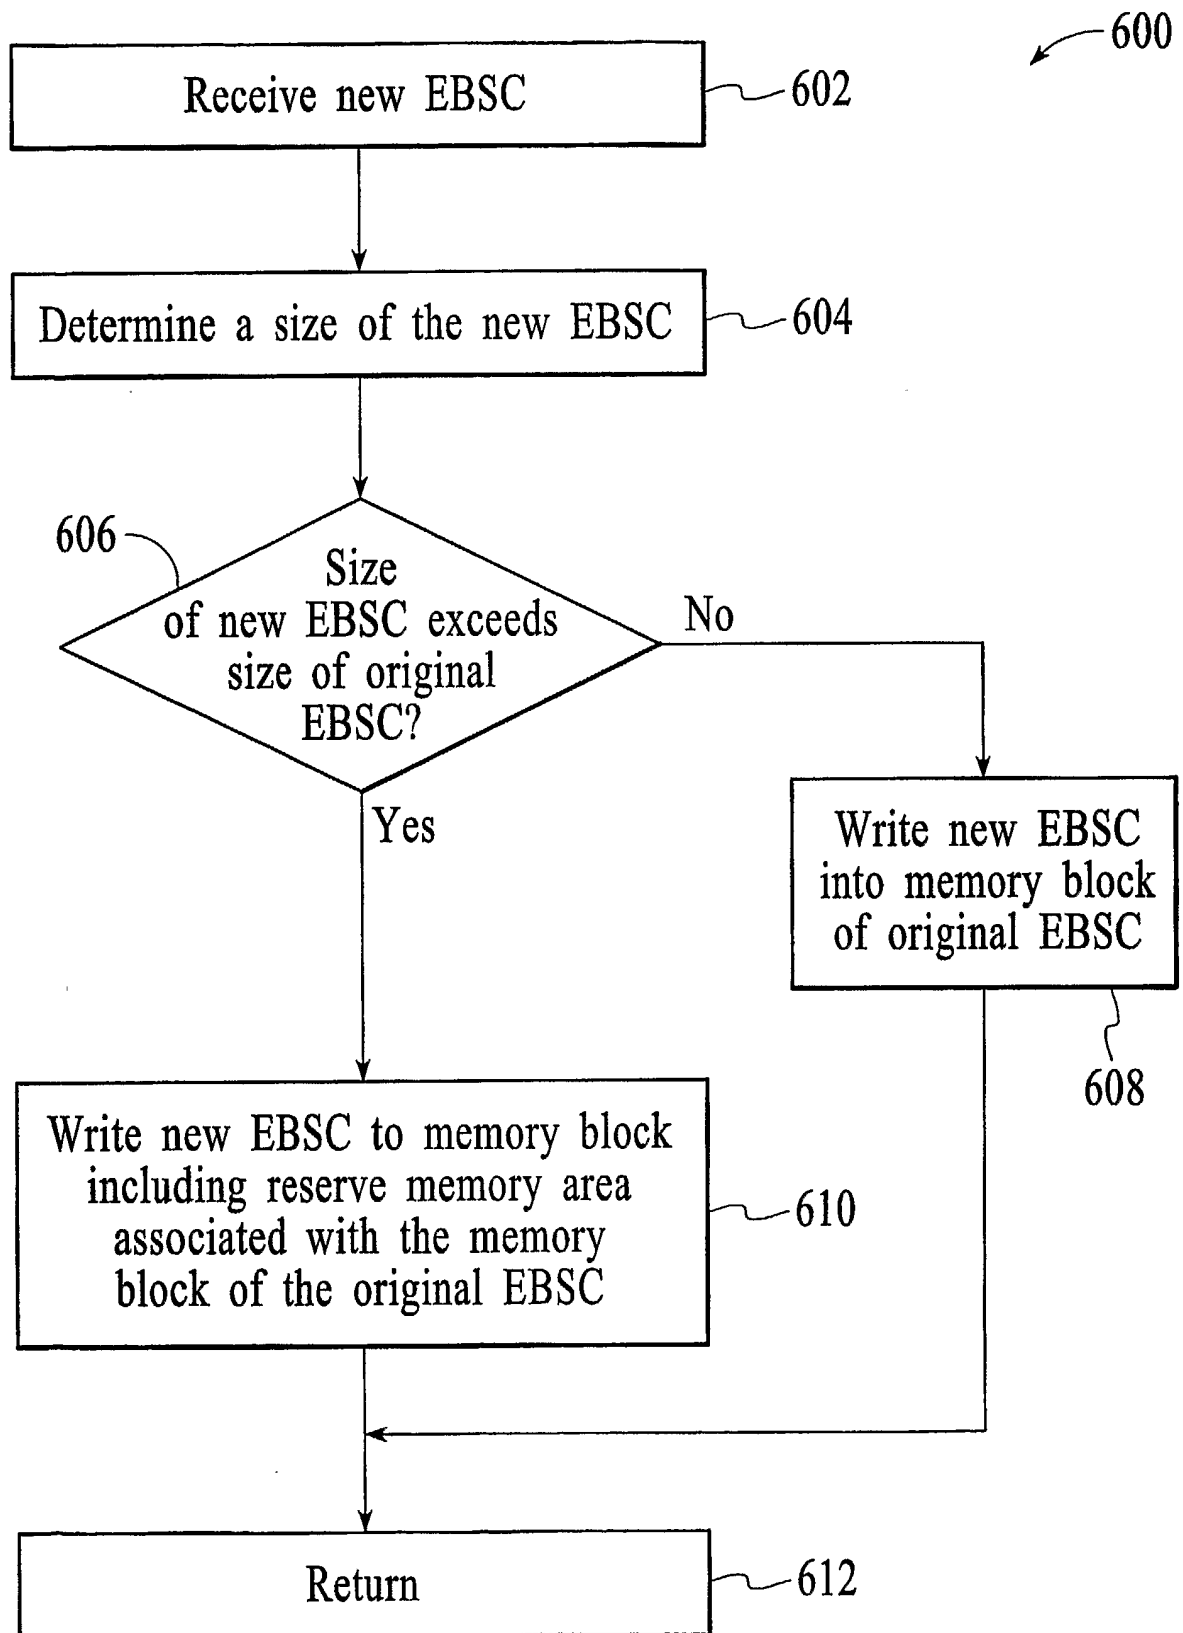 600
Receive new EBSC
602
Determine a size of the new EBSC
604
606
Size
of new EBSC exceeds
size of original
EBSC?
No
Yes
Write new EBSC
into memory block
of original EBSC
608
Write new EBSC to memory block
including reserve memory area
associated with the memory
block of the original EBSC
610
Return
612